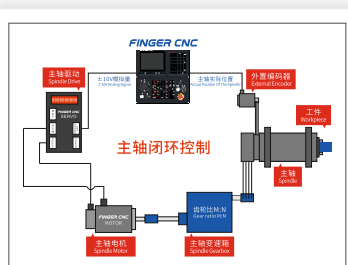 FINGER CNC
主轴驱动
Spindle Drive
±10V模拟量
± 10V Analog Signal
主轴实际位置
Actual Position Of The Spindle
外置编码器
External Encoder
FINGER CNC
SERVO
工件
Workpiece
主轴闭环控制
主轴
Spindle
齿轮比M:N
Gear ratio M:N
FINGER CNC
MOTOR
主轴电机
Spindle Motor
主轴变速箱
Spindle Gearbox